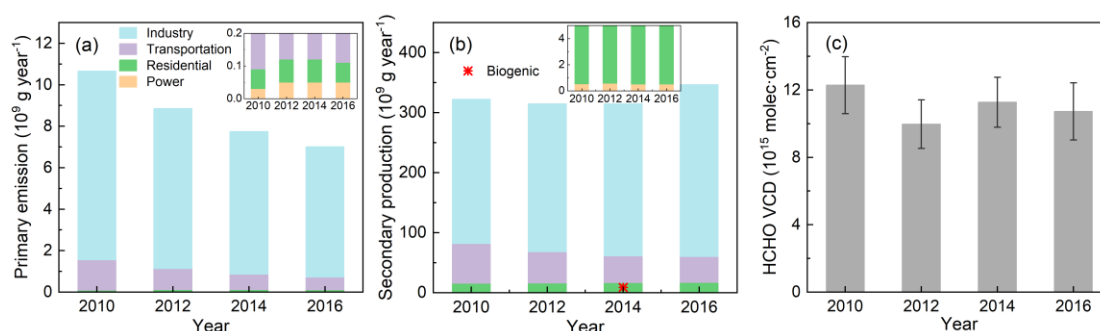 (a)
Industry
Transportation
Residential
Power
Primary emission (10⁹ g year⁻¹)
12
10
8
6
4
2
0
2010 2012 2014 2016
Year
0.2
0.1
0.0
2010 2012 2014 2016
(b)
Biogenic
Secondary production (10⁹ g year⁻¹)
400
300
200
100
0
2010 2012 2014 2016
Year
4
2
0
2010 2012 2014 2016
(c)
HCHO VCD (10¹⁵ molec·cm⁻²)
16
12
8
4
0
2010 2012 2014 2016
Year